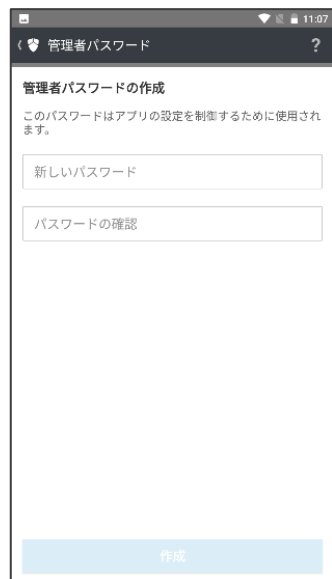 11:07
管理者パスワード ?
管理者パスワードの作成
このパスワードはアプリの設定を制御するために使用され
ます。
新しいパスワード
パスワードの確認
作成